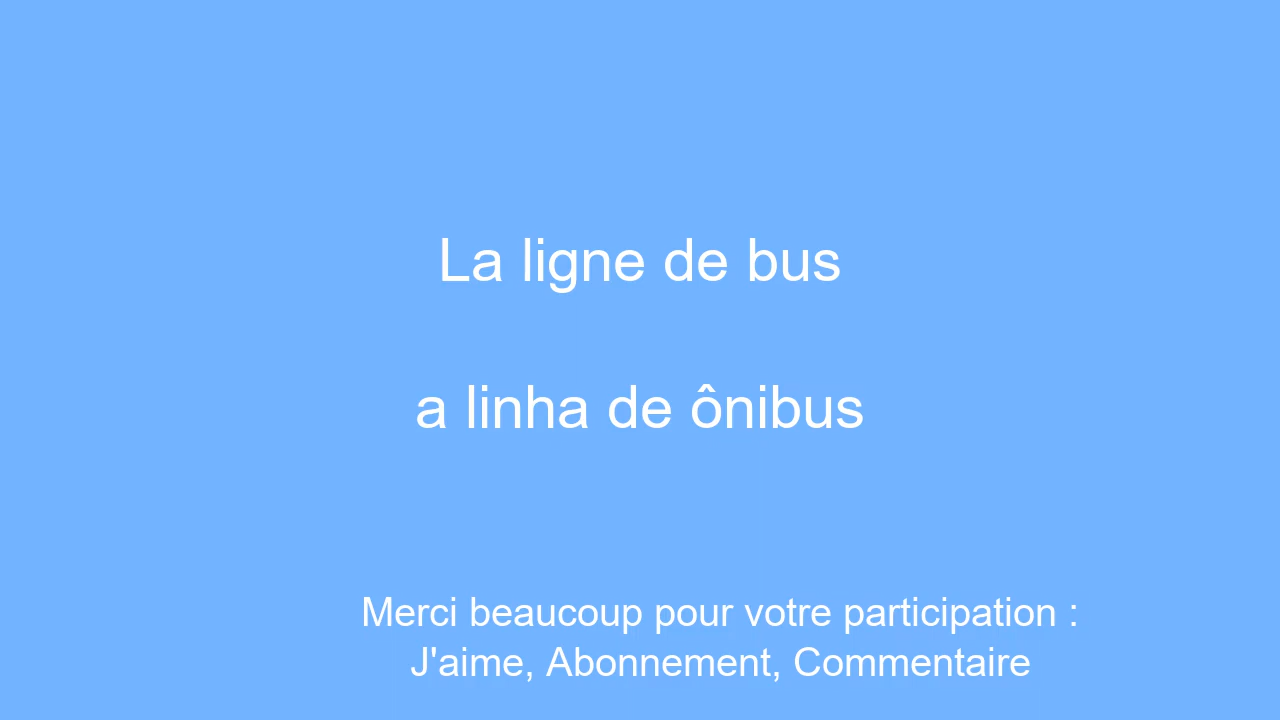 La ligne de bus
a linha de ônibus
Merci beaucoup pour votre participation :
J'aime, Abonnement, Commentaire